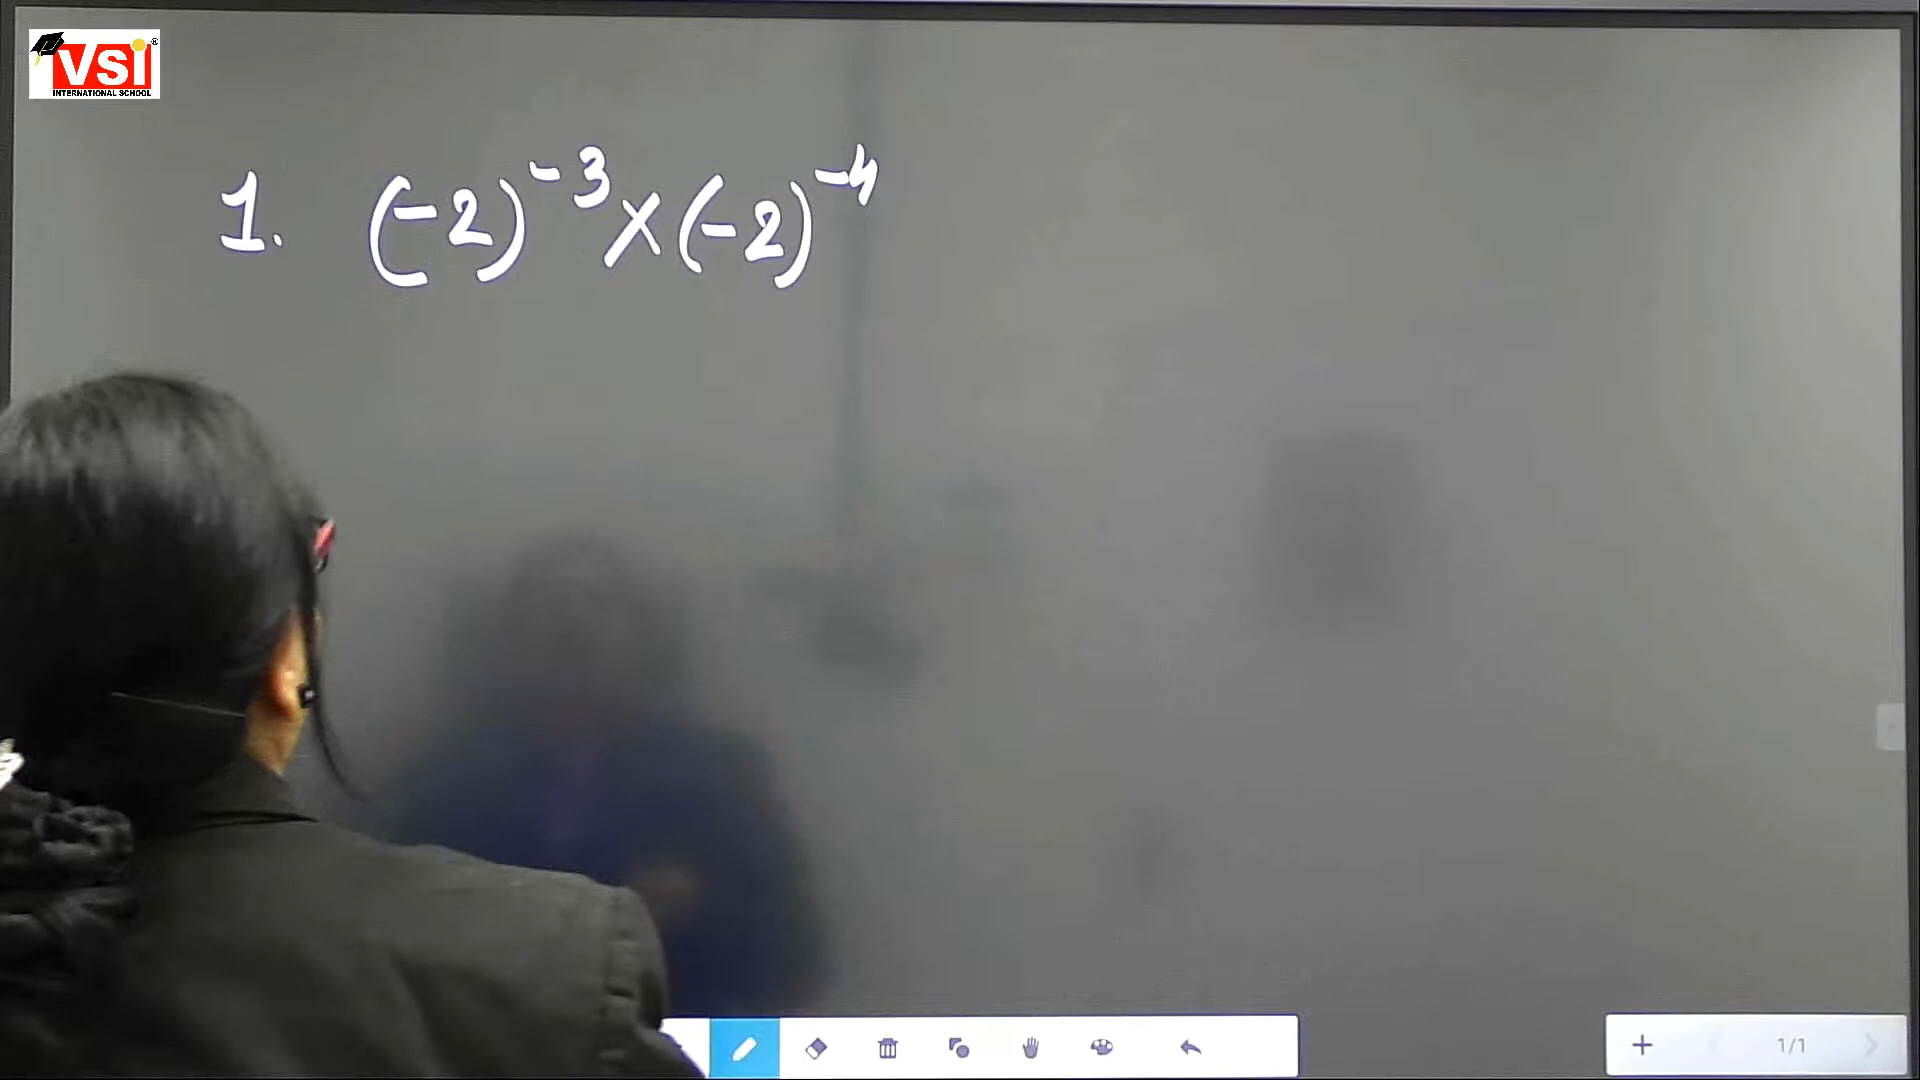 VSI
INTERNATIONAL SCHOOL
1. (-2)⁻³ × (-2)⁻⁴
1/1